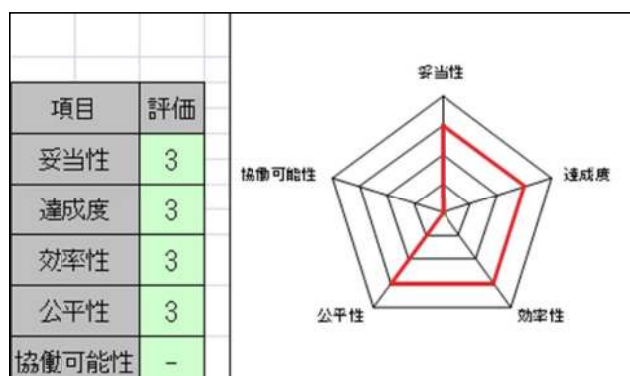 項目 評価
妥当性 3
達成度 3
効率性 3
公平性 3
協働可能性 -
妥当性
協働可能性
達成度
公平性
効率性